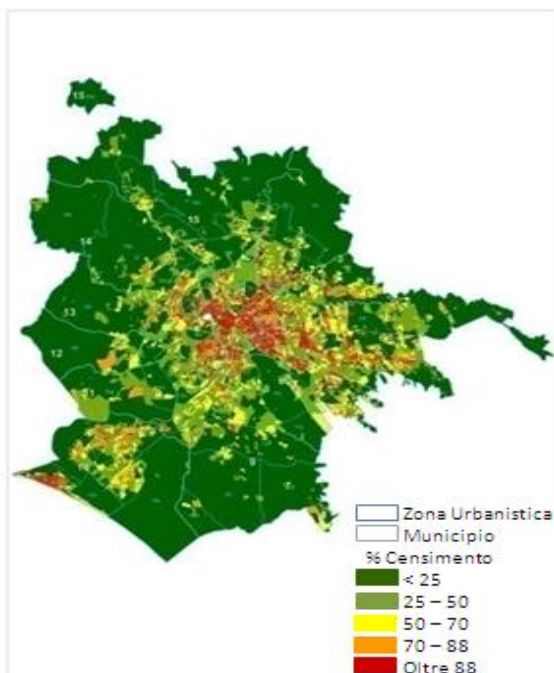 15
15
14
13
12
Zona Urbanistica
Municipio
% Censimento
< 25
25 – 50
50 – 70
70 – 88
Oltre 88